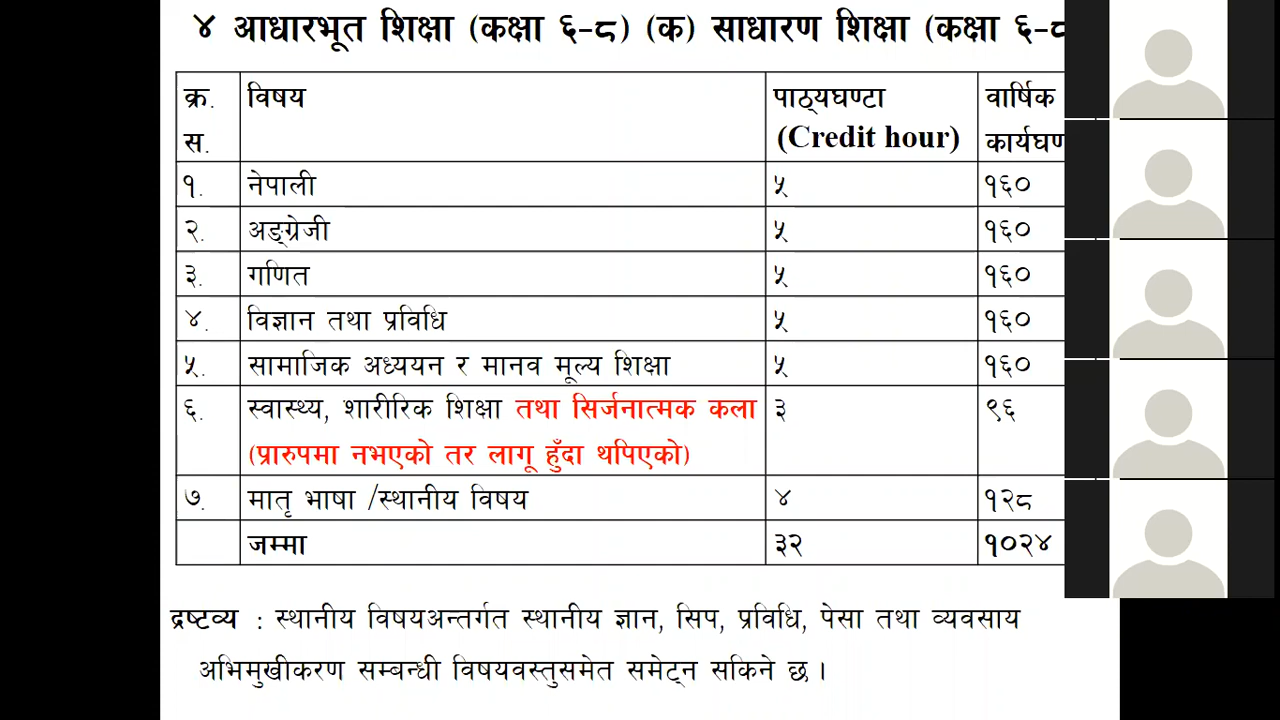 ४ आधारभूत शिक्षा (कक्षा ६-८) (क) साधारण शिक्षा (कक्षा ६-८
क्र. विषय पाठ्यघण्टा वार्षिक
स. (Credit hour) कार्यघण
१. नेपाली ५ १६०
२. अङ्ग्रेजी ५ १६०
३. गणित ५ १६०
४. विज्ञान तथा प्रविधि ५ १६०
५. सामाजिक अध्ययन र मानव मूल्य शिक्षा ५ १६०
६. स्वास्थ्य, शारीरिक शिक्षा तथा सिर्जनात्मक कला ३ ९६
(प्रारुपमा नभएको तर लागू हुँदा थपिएको)
७. मातृ भाषा /स्थानीय विषय ४ १२८
जम्मा ३२ १०२४
द्रष्टव्य : स्थानीय विषयअन्तर्गत स्थानीय ज्ञान, सिप, प्रविधि, पेसा तथा व्यवसाय
अभिमुखीकरण सम्बन्धी विषयवस्तुसमेत समेट्न सकिने छ ।